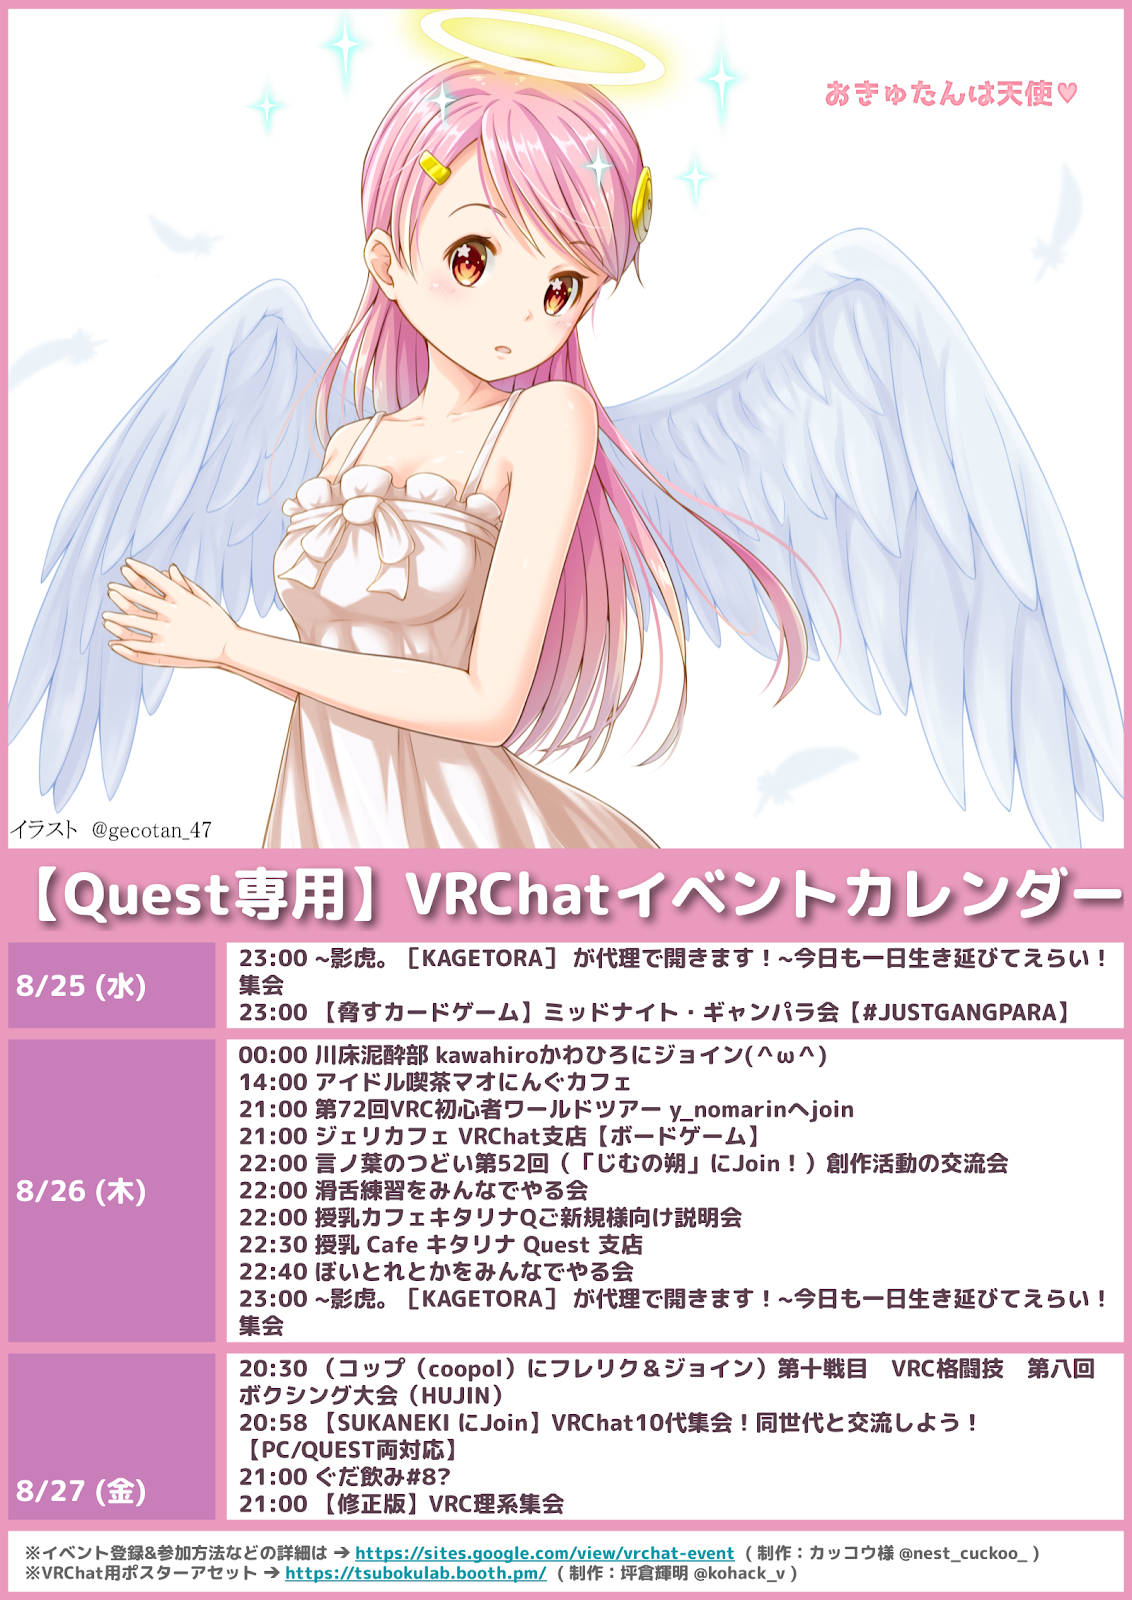 おきゅたんは天使♥
イラスト @gecotan_47
【Quest専用】VRChatイベントカレンダー
8/25 (水)
23:00 ~影虎。［KAGETORA］ が代理で開きます！~今日も一日生き延びてえらい！
集会
23:00 【脅すカードゲーム】ミッドナイト・ギャンパラ会【#JUSTGANGPARA】
8/26 (木)
00:00 川床泥酔部 kawahiroかわひろにジョイン(＾ω＾)
14:00 アイドル喫茶マオにんぐカフェ
21:00 第72回VRC初心者ワールドツアー y_nomarinへjoin
21:00 ジェリカフェ VRChat支店【ボードゲーム】
22:00 言ノ葉のつどい第52回（「じむの朔」にJoin！）創作活動の交流会
22:00 滑舌練習をみんなでやる会
22:00 授乳カフェキタリナQご新規様向け説明会
22:30 授乳 Cafe キタリナ Quest 支店
22:40 ぼいとれとかをみんなでやる会
23:00 ~影虎。［KAGETORA］ が代理で開きます！~今日も一日生き延びてえらい！
集会
8/27 (金)
20:30 （コップ（coopol）にフレリク＆ジョイン）第十戦目　VRC格闘技　第八回
ボクシング大会（HUJIN）
20:58 【SUKANEKI にJoin】VRChat10代集会！同世代と交流しよう！
【PC/QUEST両対応】
21:00 ぐだ飲み#8?
21:00 【修正版】VRC理系集会
※イベント登録&参加方法などの詳細は → https://sites.google.com/view/vrchat-event ( 制作：カッコウ様 @nest_cuckoo_ )
※VRChat用ポスターアセット → https://tsubokulab.booth.pm/ ( 制作：坪倉輝明 @kohack_v )